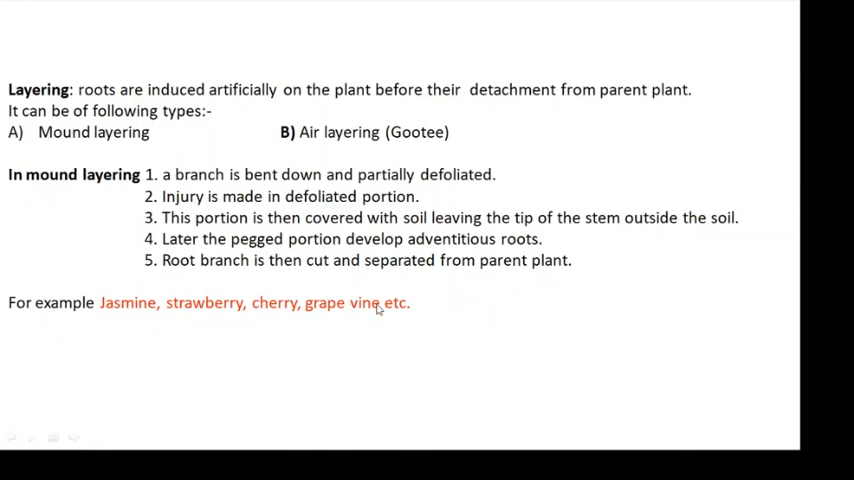 Layering: roots are induced artificially on the plant before their detachment from parent plant.
It can be of following types:-
A) Mound layering B) Air layering (Gootee)
In mound layering 1. a branch is bent down and partially defoliated.
2. Injury is made in defoliated portion.
3. This portion is then covered with soil leaving the tip of the stem outside the soil.
4. Later the pegged portion develop adventitious roots.
5. Root branch is then cut and separated from parent plant.
For example Jasmine, strawberry, cherry, grape vine etc.